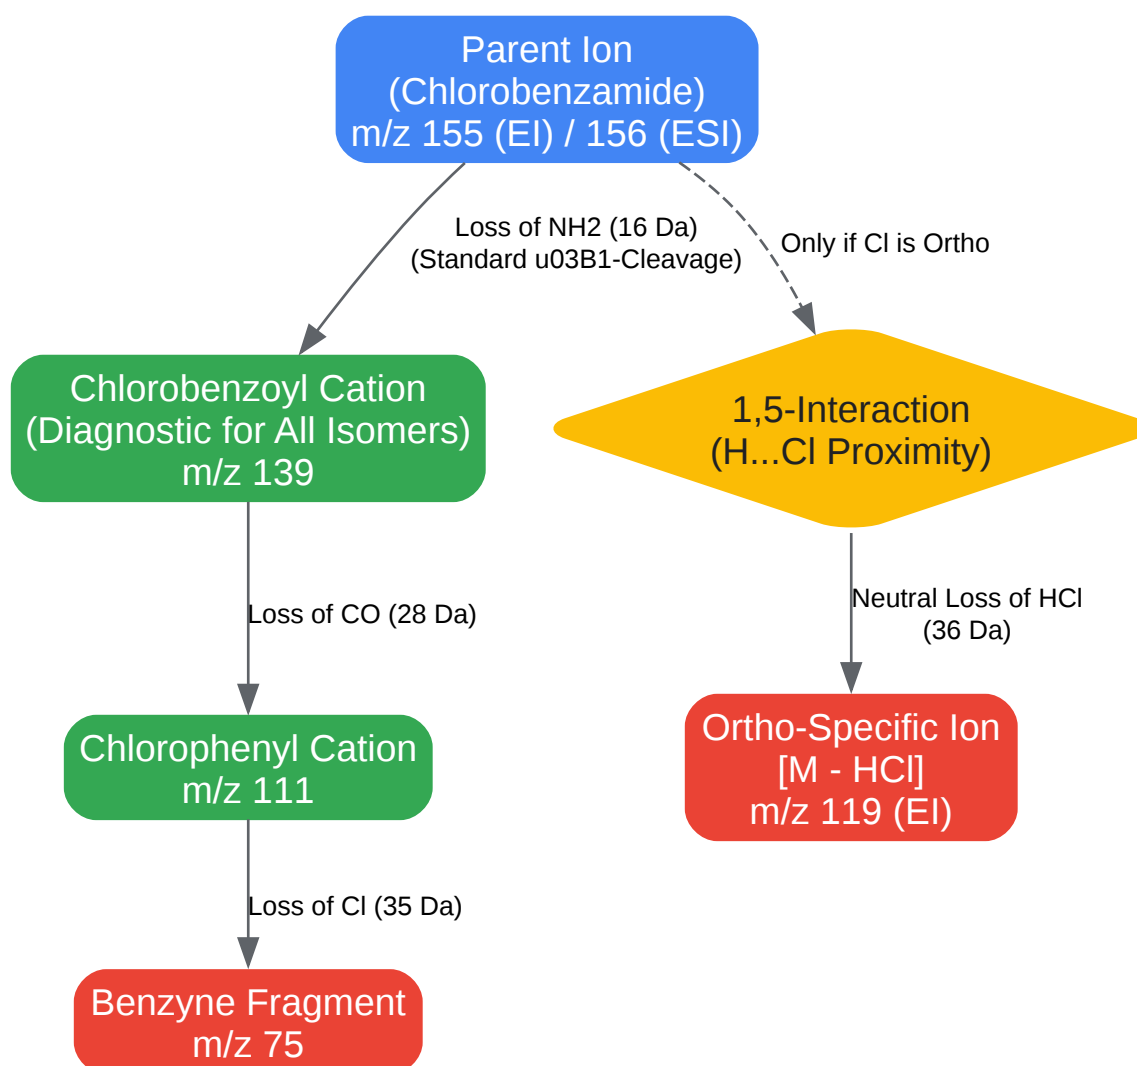 Parent Ion
(Chlorobenzamide)
m/z 155 (EI) / 156 (ESI)
Loss of NH2 (16 Da)
(Standard u03B1-Cleavage)
Only if Cl is Ortho
Chlorobenzoyl Cation
(Diagnostic for All Isomers)
m/z 139
1,5-Interaction
(H...Cl Proximity)
Loss of CO (28 Da)
Neutral Loss of HCl
(36 Da)
Chlorophenyl Cation
m/z 111
Ortho-Specific Ion
[M - HCl]
m/z 119 (EI)
Loss of Cl (35 Da)
Benzyne Fragment
m/z 75